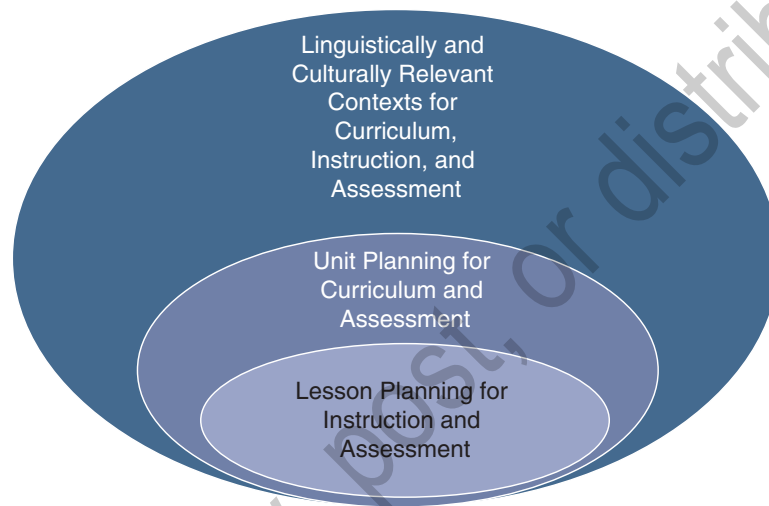 Linguistically and
Culturally Relevant
Contexts for
Curriculum,
Instruction, and
Assessment
Unit Planning for
Curriculum and
Assessment
Lesson Planning for
Instruction and
Assessment
post, or